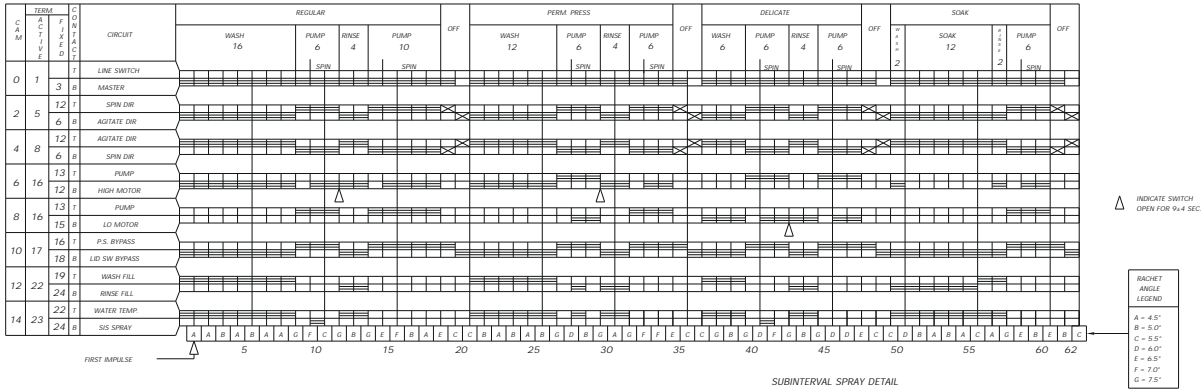 CAM
TERM.
ACTIVE
FIXED
CONTACT
CIRCUIT
REGULAR
OFF
PERM. PRESS
OFF
DELICATE
OFF
SOAK
WASH 16
PUMP 6
RINSE 4
PUMP 10
WASH 12
PUMP 6
RINSE 4
PUMP 6
WASH 6
PUMP 6
RINSE 4
PUMP 6
WASH 2
SOAK 12
RINSE 2
PUMP 6
SPIN SPIN SPIN SPIN SPIN SPIN SPIN
0 1 T LINE SWITCH
3 B MASTER
2 5 12 T SPIN DIR
6 B AGITATE DIR
4 8 12 T AGITATE DIR
6 B SPIN DIR
6 16 13 T PUMP
12 B HIGH MOTOR
8 16 13 T PUMP
15 B LO MOTOR
10 17 16 T P.S. BYPASS
18 B LID SW BYPASS
12 22 19 T WASH FILL
24 B RINSE FILL
14 23 22 T WATER TEMP.
24 B SIS SPRAY
A A B A B A A G F C G B G E F B A E C C B A B A B G D B G A G F F E C C G B G D F G B G D D E C C D B A A B A A G E B E B C
5 10 15 20 25 30 35 40 45 50 55 60 62
FIRST IMPULSE
INDICATE SWITCH
OPEN FOR 9±4 SEC.
RACHET
ANGLE
LEGEND
A = 4.5°
B = 5.0°
C = 5.5°
D = 6.0°
E = 6.5°
F = 7.0°
G = 7.5°
SUBINTERVAL SPRAY DETAIL